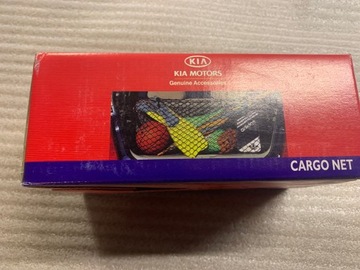 KIA
KIA MOTORS
Genuine Accessories
CARGO NET